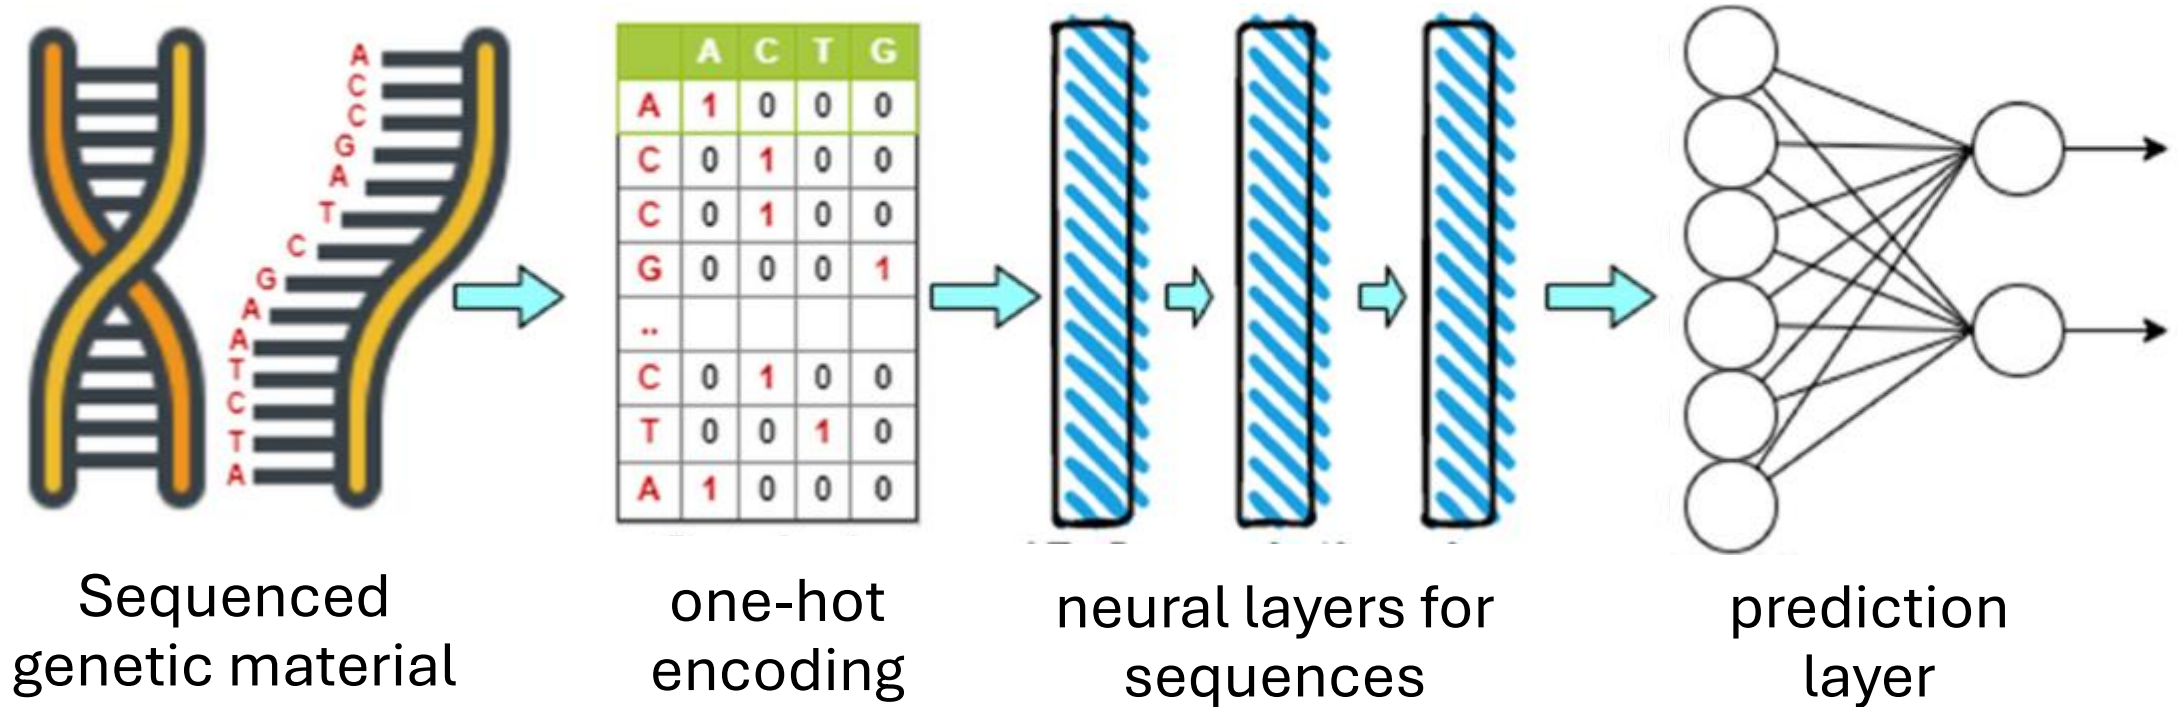 A
C
C
G
A
T
C
G
A
A
T
C
T
A
A C T G
A 1 0 0 0
C 0 1 0 0
C 0 1 0 0
G 0 0 0 1
..
C 0 1 0 0
T 0 0 1 0
A 1 0 0 0
Sequenced
genetic material
one-hot
encoding
neural layers for
sequences
prediction
layer